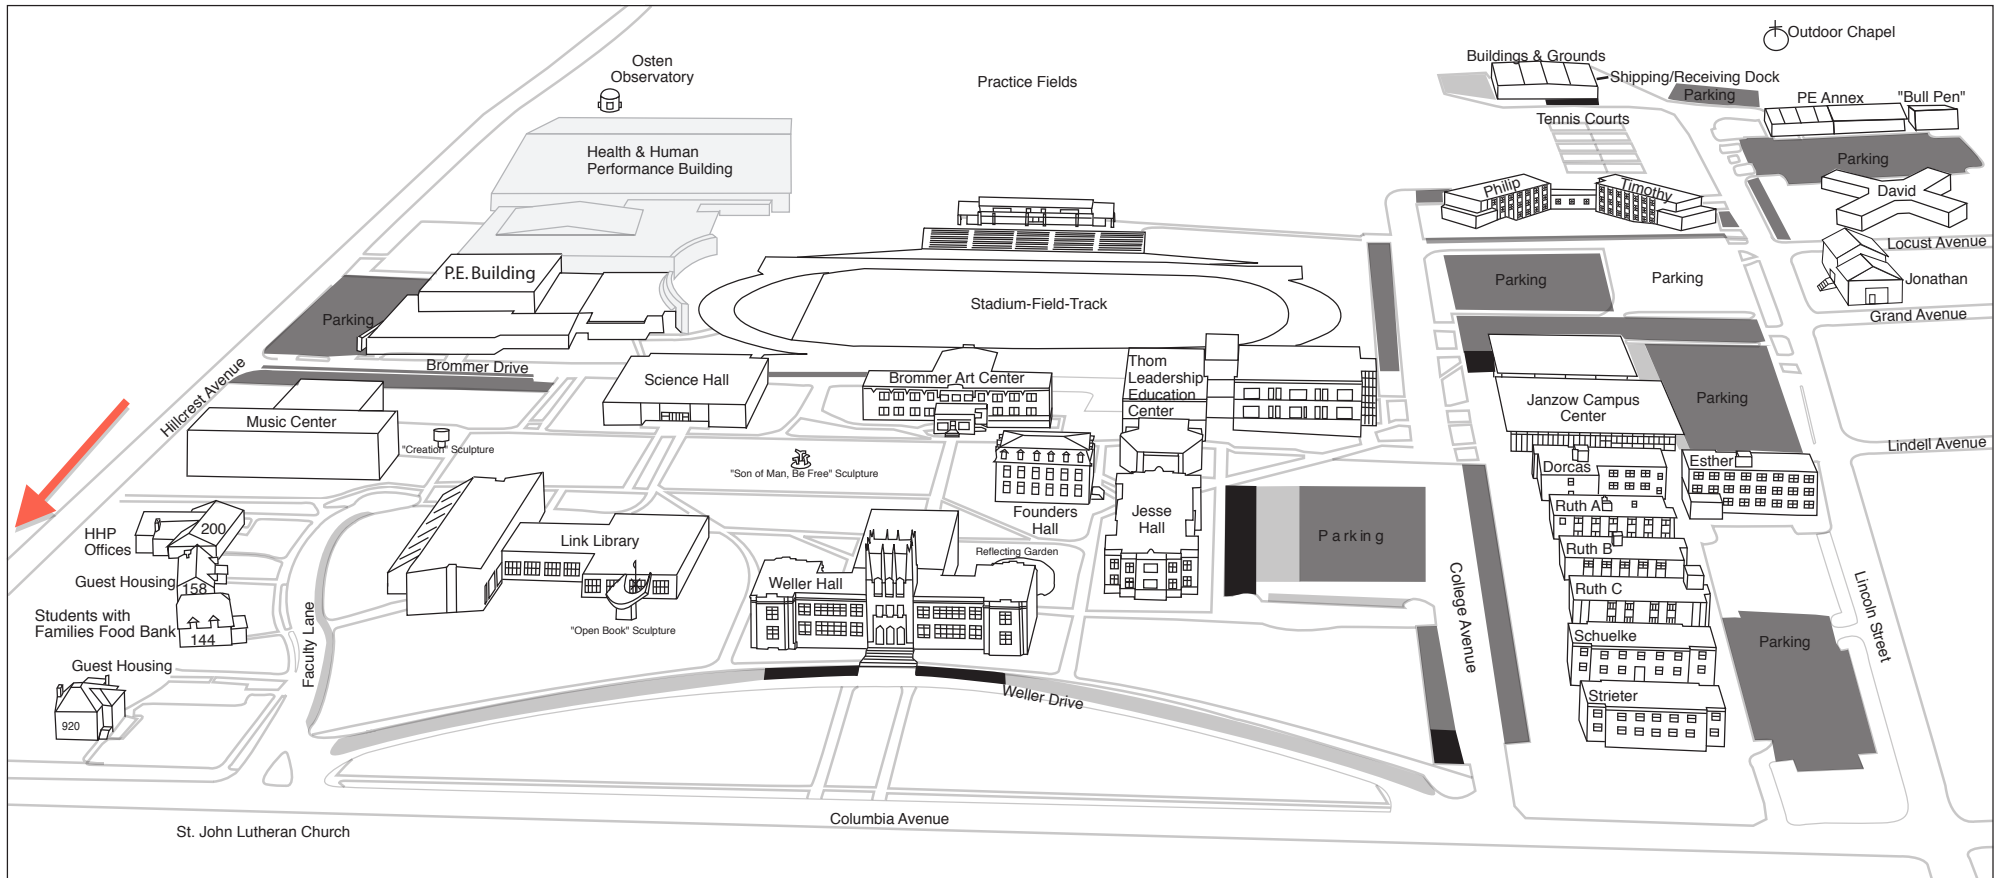 Outdoor Chapel
Buildings & Grounds
Osten
Observatory
Practice Fields
Shipping/Receiving Dock
Parking
PE Annex
"Bull Pen"
Tennis Courts
Health & Human
Performance Building
Parking
Philip
Timothy
David
Locust Avenue
P.E. Building
Parking
Parking
Jonathan
Stadium-Field-Track
Grand Avenue
Parking
Hillcrest Avenue
Brommer Drive
Science Hall
Brommer Art Center
Thom
Leadership
Education
Center
Janzow Campus
Center
Parking
Music Center
"Creation" Sculpture
"Son of Man, Be Free" Sculpture
Lindell Avenue
Dorcas
Esther
Founders
Hall
Jesse
Hall
Ruth A
HHP
Offices
200
Link Library
Parking
Ruth B
Reflecting Garden
Guest Housing
158
Weller Hall
Ruth C
Students with
Families Food Bank
144
"Open Book" Sculpture
Faculty Lane
College Avenue
Lincoln Street
Schuelke
Parking
Guest Housing
920
Weller Drive
Strieter
Columbia Avenue
St. John Lutheran Church